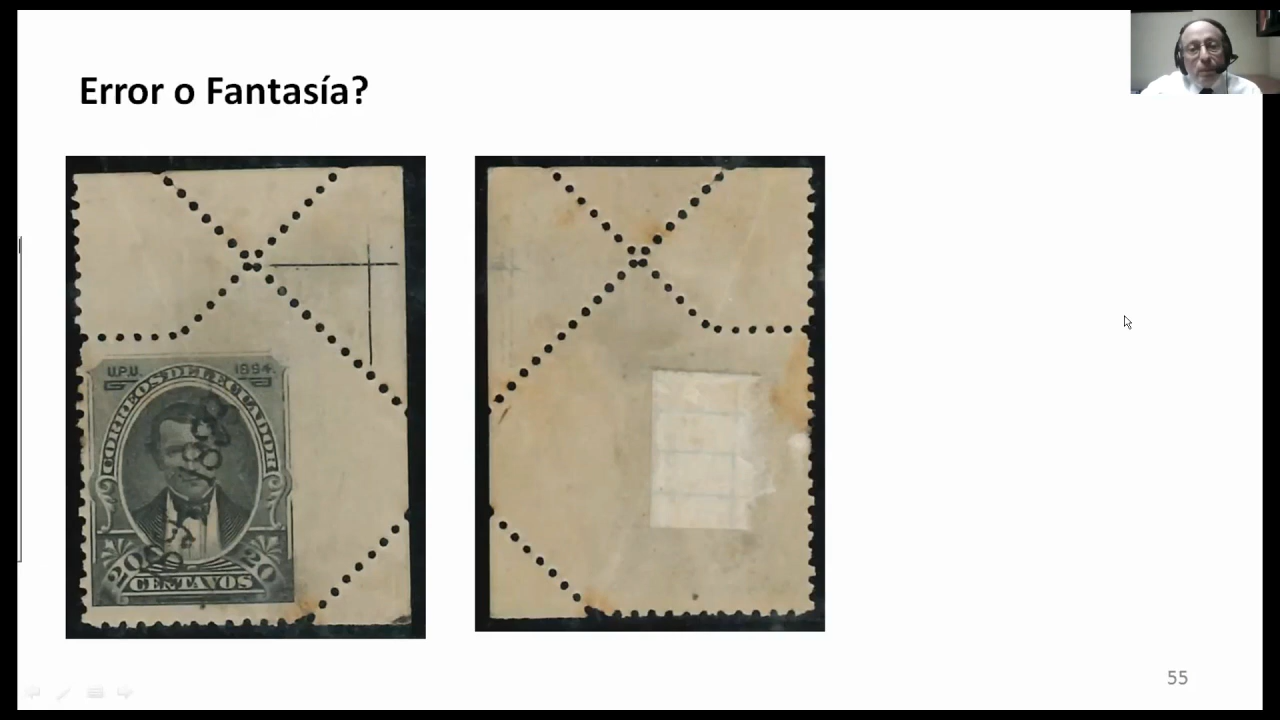 Error o Fantasía?
U.P.U. 1894.
CORREOS DEL ECUADOR
20 20
CENTAVOS
55